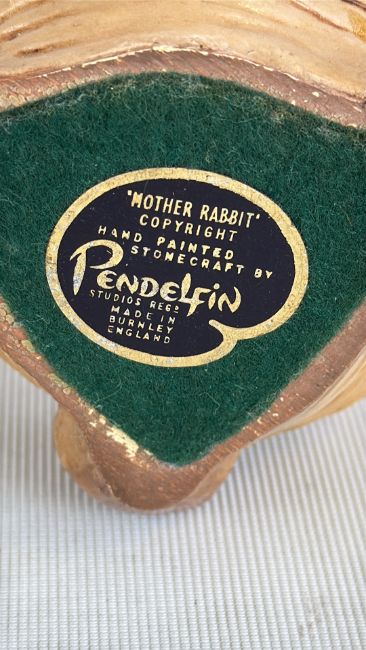 "MOTHER RABBIT"
COPYRIGHT
HAND PAINTED
STONECRAFT BY
PENDELFIN
STUDIOS REGD
MADE IN
BURNLEY
ENGLAND